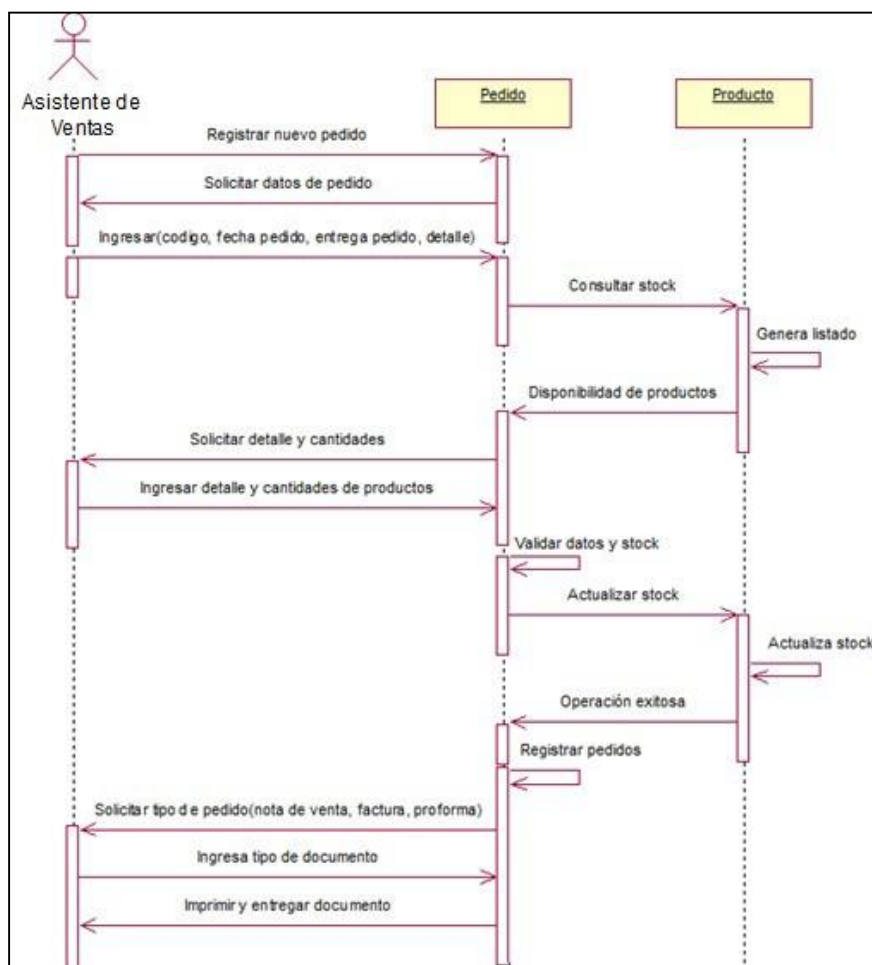 Asistente de
Ventas
Pedido
Producto
Registrar nuevo pedido
Solicitar datos de pedido
Ingresar(codigo, fecha pedido, entrega pedido, detalle)
Consultar stock
Genera listado
Disponibilidad de productos
Solicitar detalle y cantidades
Ingresar detalle y cantidades de productos
Validar datos y stock
Actualizar stock
Actualiza stock
Operación exitosa
Registrar pedidos
Solicitar tipo de pedido(nota de venta, factura, proforma)
Ingresa tipo de documento
Imprimir y entregar documento